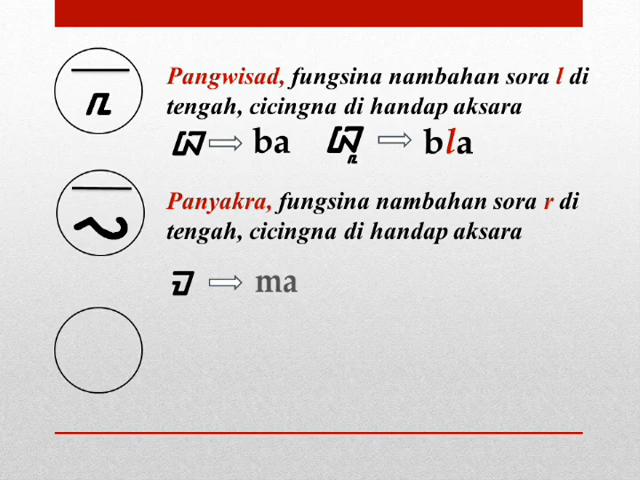 Pangwisad, fungsina nambahan sora l di
tengah, cicingna di handap aksara
ᮘ ba ᮘᮣ bla
Panyakra, fungsina nambahan sora r di
tengah, cicingna di handap aksara
ᮙ ma